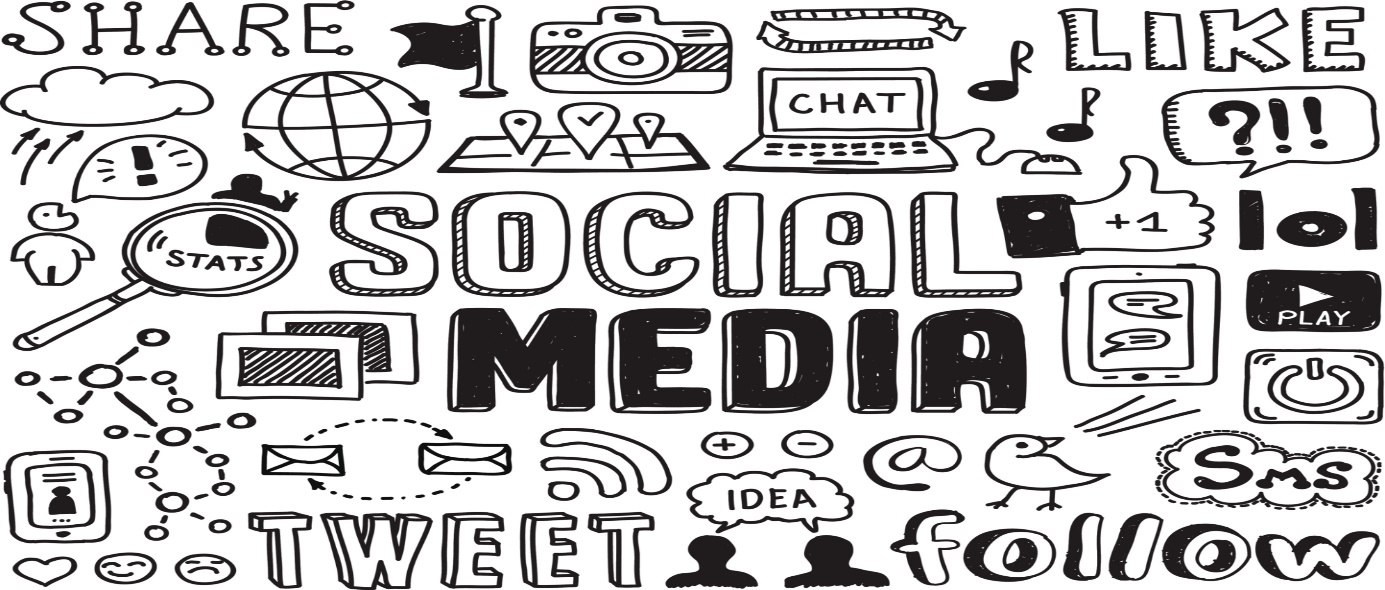 SHARE
LIKE
CHAT
?!!
!
STATS
SOCIAL
+1
lol
MEDIA
PLAY
+ −
@
SMS
IDEA
TWEET
follow